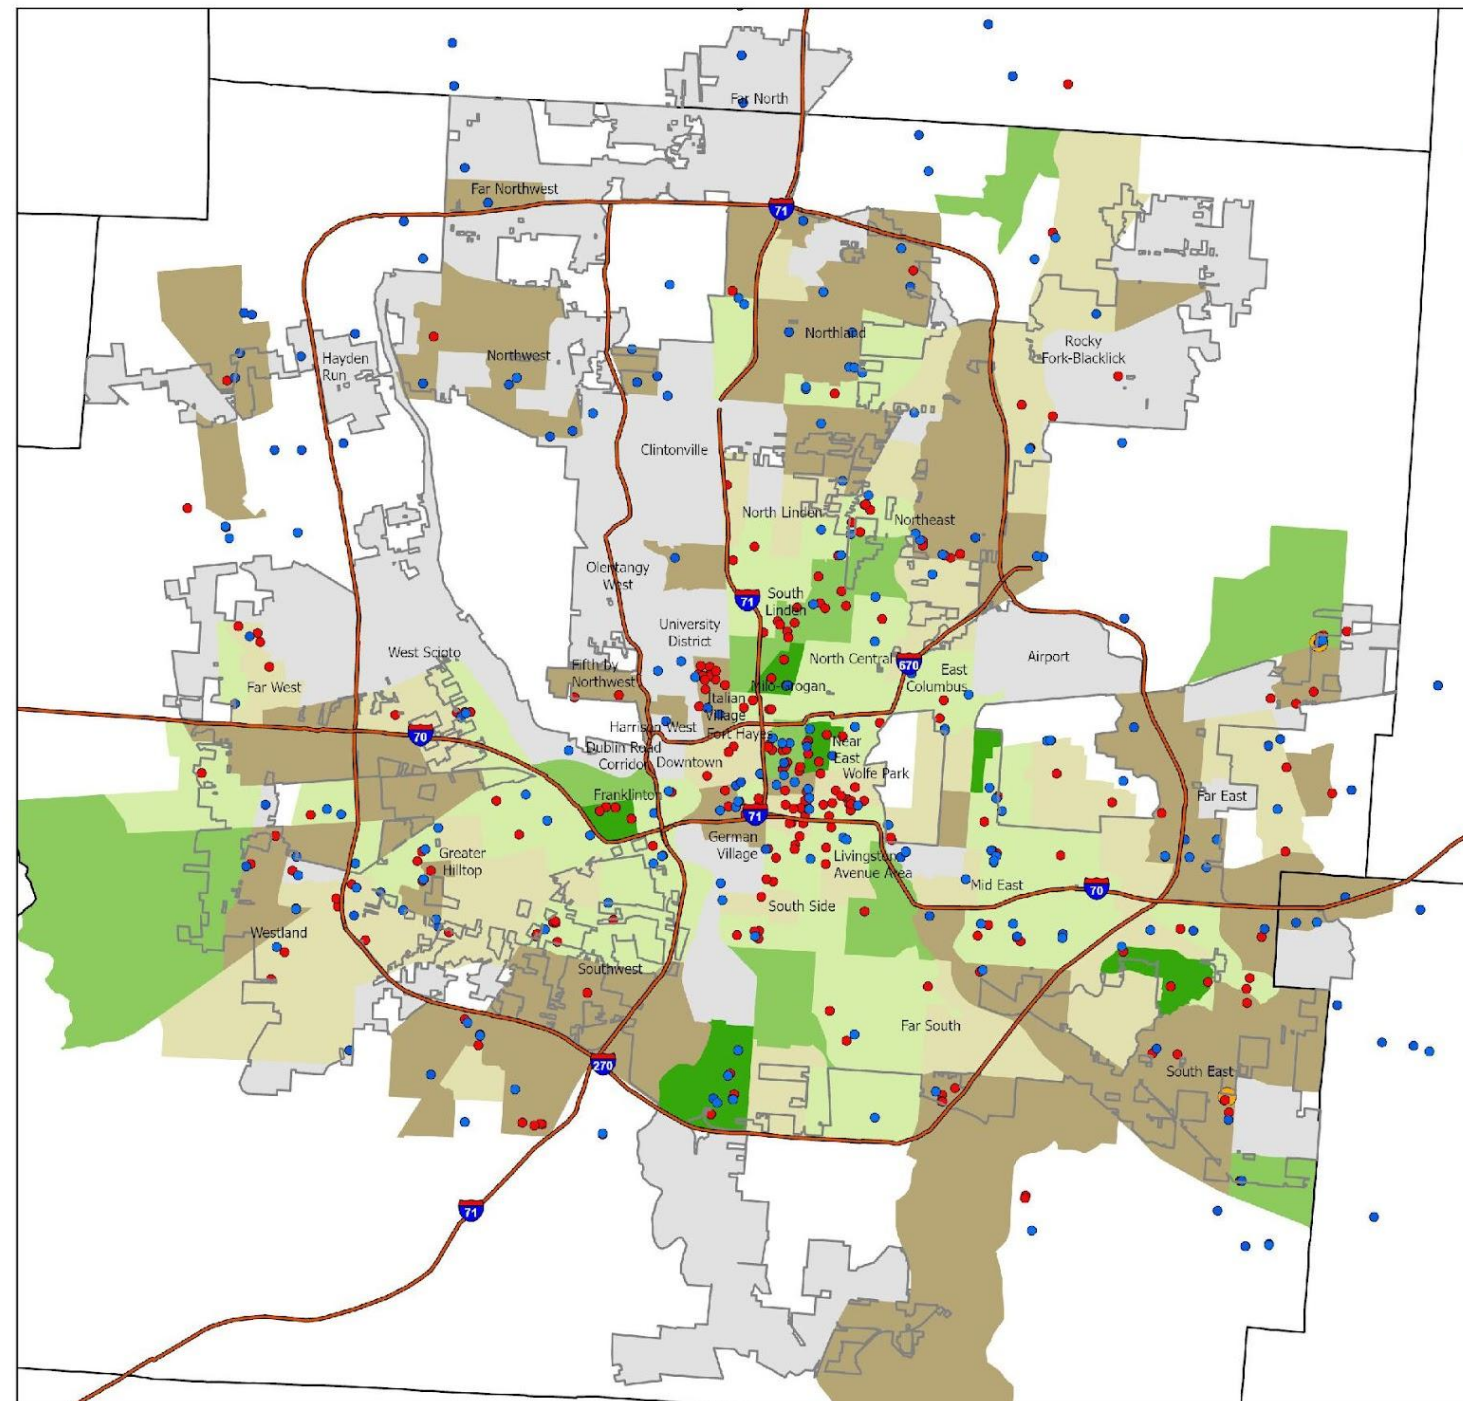 Far North
Far Northwest
71
Northland
Hayden
Run
Northwest
Rocky
Fork-Blacklick
Clintonville
North Linden
Northeast
Olentangy
West
71
South
Linden
University
District
West Scioto
North Central
670
East
Columbus
Airport
Fifth by
Northwest
Far West
Milo-Grogan
Italian
Village
Harrison West
Fort Hayes
70
Dublin Road
Corridor
Downtown
Near
East
Wolfe Park
Franklinton
Far East
71
German
Village
Greater
Hilltop
Livingston
Avenue Area
Mid East
70
South Side
Westland
Southwest
Far South
270
South East
71